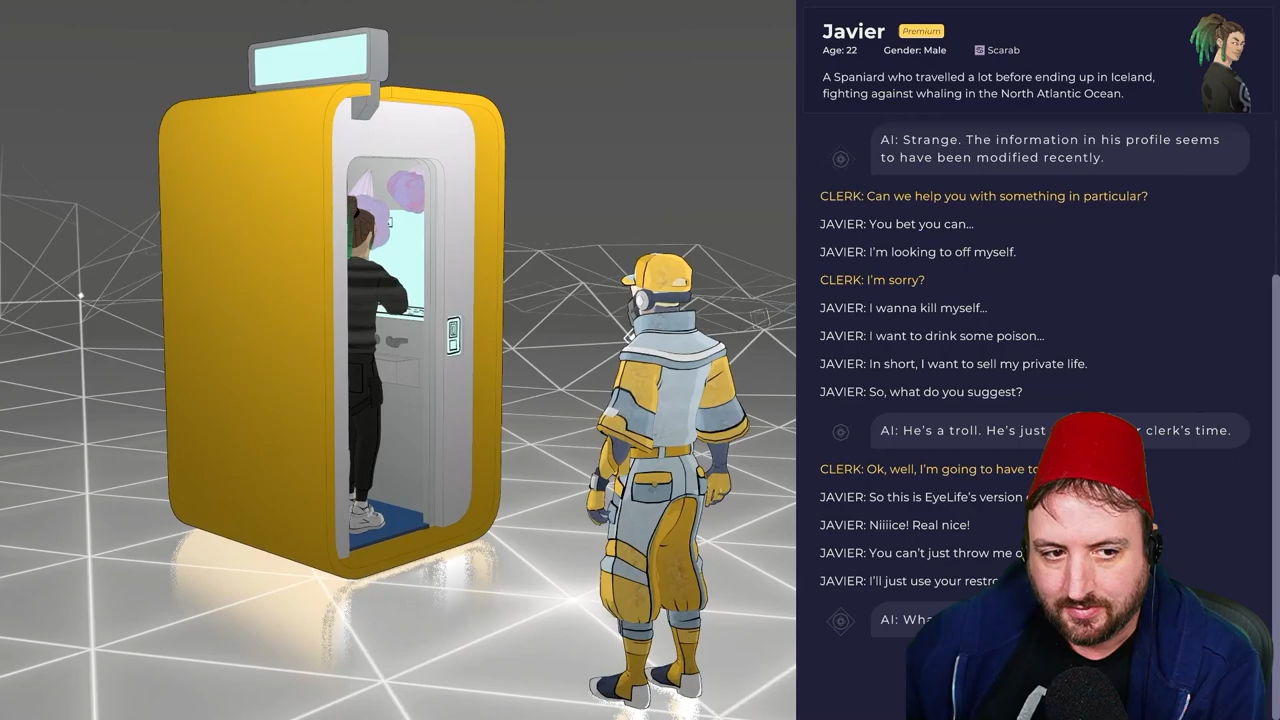 Javier Premium
Age: 22 Gender: Male Scarab
A Spaniard who travelled a lot before ending up in Iceland,
fighting against whaling in the North Atlantic Ocean.
AI: Strange. The information in his profile seems
to have been modified recently.
CLERK: Can we help you with something in particular?
JAVIER: You bet you can...
JAVIER: I'm looking to off myself.
CLERK: I'm sorry?
JAVIER: I wanna kill myself...
JAVIER: I want to drink some poison...
JAVIER: In short, I want to sell my private life.
JAVIER: So, what do you suggest?
AI: He's a troll. He's just clerk's time.
CLERK: Ok, well, I'm going to have to
JAVIER: So this is EyeLife's version
JAVIER: Niiiice! Real nice!
JAVIER: You can't just throw me
JAVIER: I'll just use your
AI: